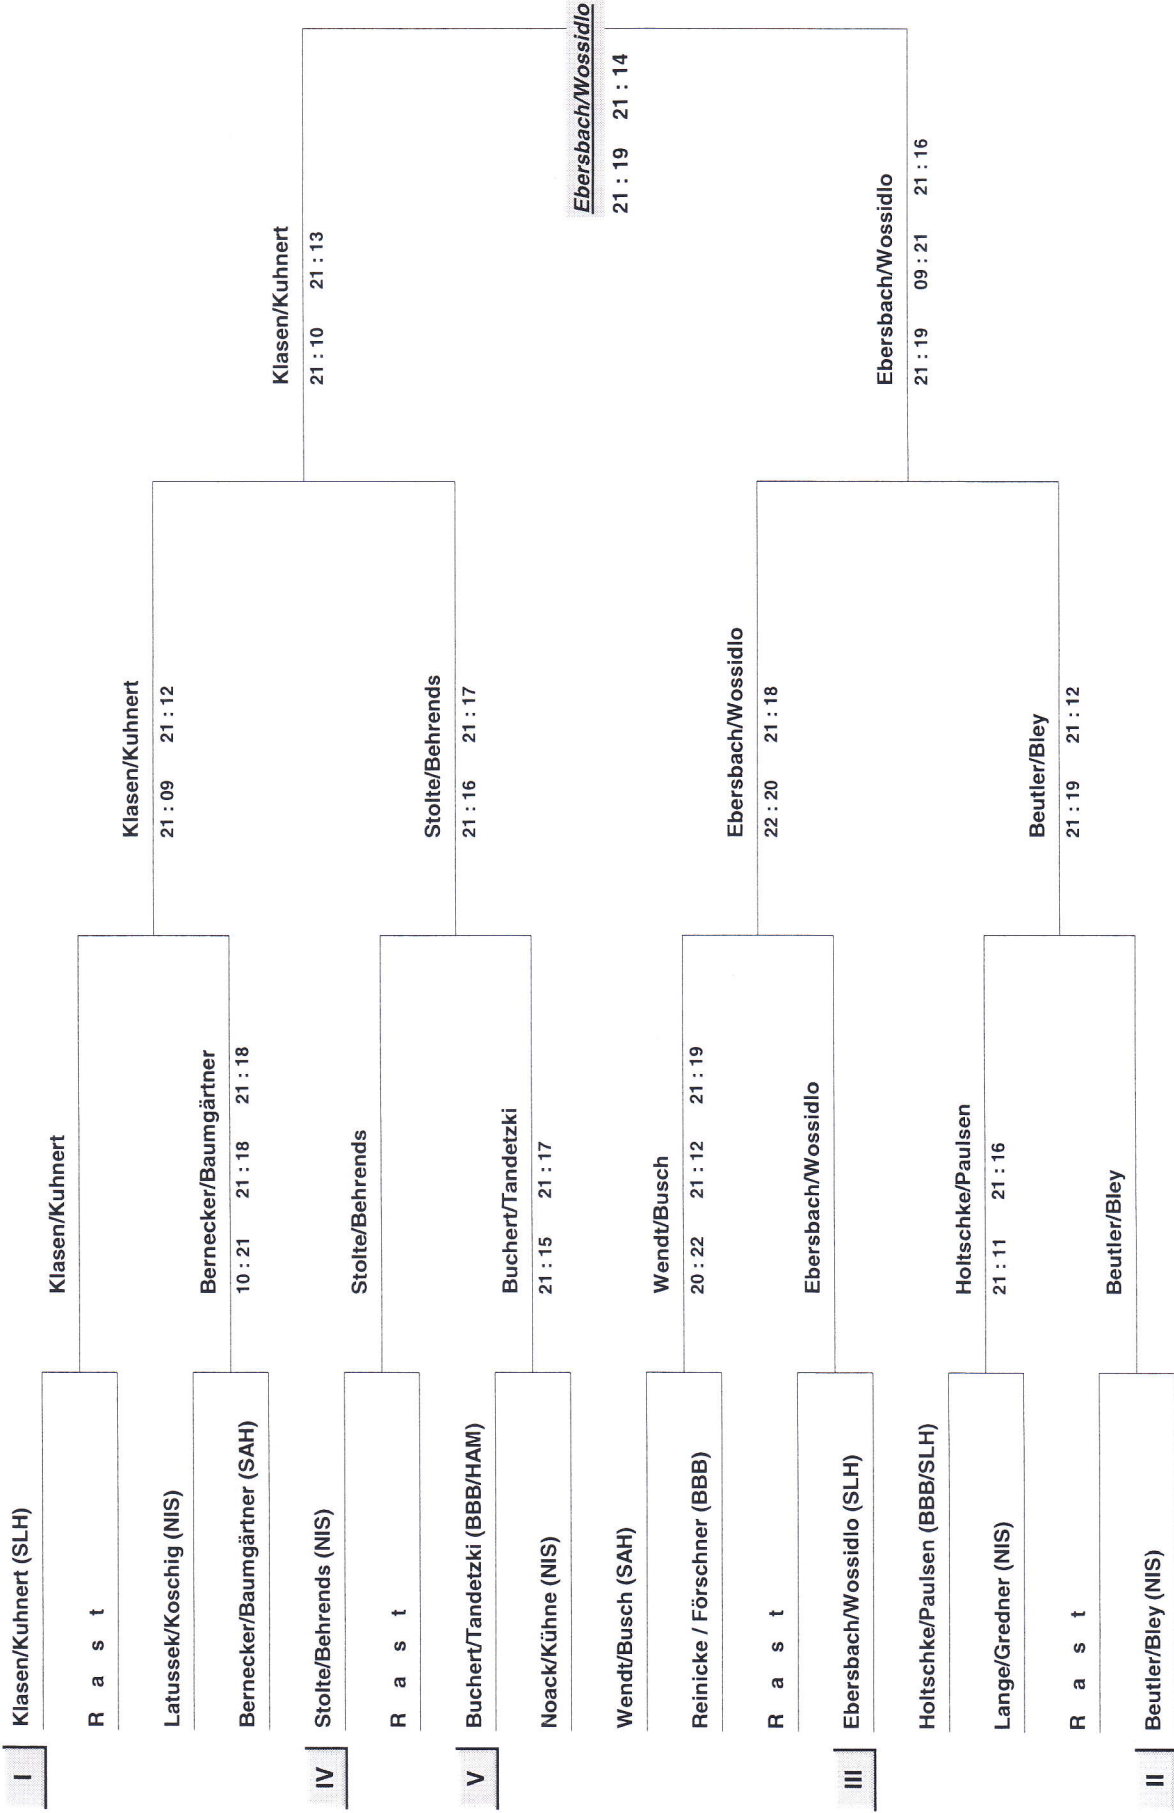 I
Klasen/Kuhnert (SLH)
R a s t
Latussek/Koschig (NIS)
Bernecker/Baumgärtner (SAH)
IV
Stolte/Behrends (NIS)
R a s t
V
Buchert/Tandetzki (BBB/HAM)
Noack/Kühne (NIS)
Wendt/Busch (SAH)
Reinicke / Förschner (BBB)
R a s t
III
Ebersbach/Wossidlo (SLH)
Holtschke/Paulsen (BBB/SLH)
Lange/Gredner (NIS)
R a s t
II
Beutler/Bley (NIS)
Klasen/Kuhnert
Bernecker/Baumgärtner
10 : 21 21 : 18 21 : 18
Stolte/Behrends
Buchert/Tandetzki
21 : 15 21 : 17
Wendt/Busch
20 : 22 21 : 12 21 : 19
Ebersbach/Wossidlo
Holtschke/Paulsen
21 : 11 21 : 16
Beutler/Bley
Klasen/Kuhnert
21 : 09 21 : 12
Stolte/Behrends
21 : 16 21 : 17
Ebersbach/Wossidlo
22 : 20 21 : 18
Beutler/Bley
21 : 19 21 : 12
Klasen/Kuhnert
21 : 10 21 : 13
Ebersbach/Wossidlo
21 : 19 09 : 21 21 : 16
Ebersbach/Wossidlo
21 : 19 21 : 14